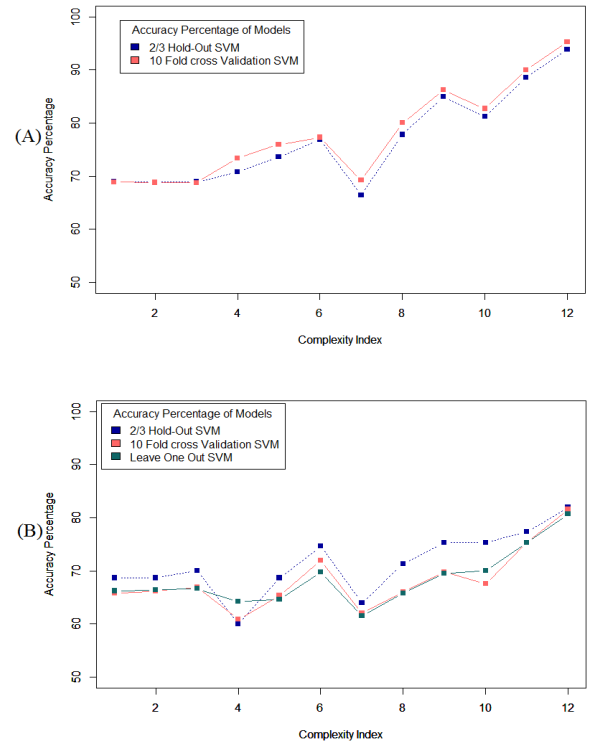 (A)
Accuracy Percentage
100
90
80
70
60
50
Accuracy Percentage of Models
2/3 Hold-Out SVM
10 Fold cross Validation SVM
2 4 6 8 10 12
Complexity Index
(B)
Accuracy Percentage
100
90
80
70
60
50
Accuracy Percentage of Models
2/3 Hold-Out SVM
10 Fold cross Validation SVM
Leave One Out SVM
2 4 6 8 10 12
Complexity Index